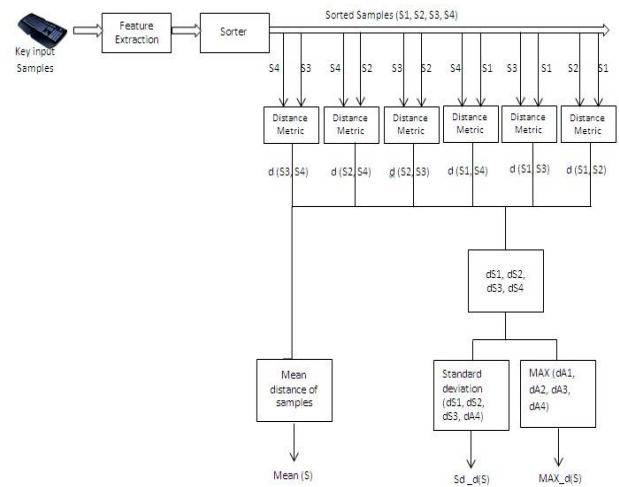 Sorted Samples (S1, S2, S3, S4)
Feature
Extraction
Sorter
Key input
Samples
S4 S3 S4 S2 S3 S2 S4 S1 S3 S1 S2 S1
Distance Metric
Distance Metric
Distance Metric
Distance Metric
Distance Metric
Distance Metric
d (S3, S4) d (S2, S4) d (S2, S3) d (S1, S4) d (S1, S3) d (S1, S2)
dS1, dS2,
dS3, dS4
Mean
distance of
samples
Standard
deviation
(dS1, dS2,
dS3, dA4)
MAX (dA1,
dA2, dA3,
dA4)
Mean (S)
Sd _d(S)
MAX_d(S)